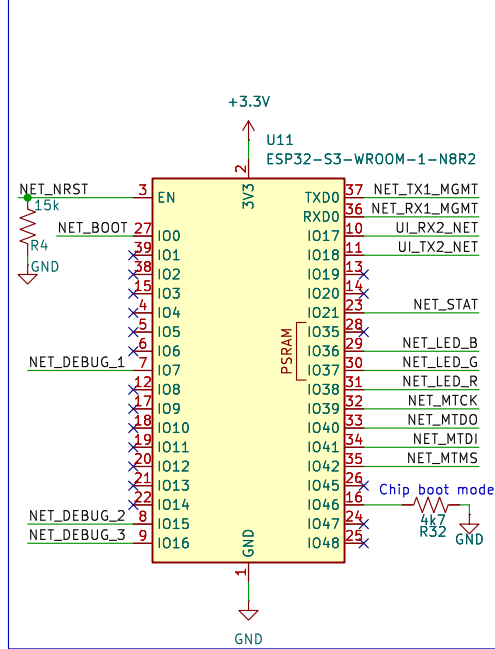 +3.3V
U11
ESP32-S3-WROOM-1-N8R2
2
3V3
NET_NRST 3 EN
15k
R4
GND
NET_BOOT 27 IO0
39 IO1
38 IO2
15 IO3
4 IO4
5 IO5
6 IO6
NET_DEBUG_1 7 IO7
12 IO8
17 IO9
18 IO10
19 IO11
20 IO12
21 IO13
22 IO14
NET_DEBUG_2 8 IO15
NET_DEBUG_3 9 IO16
TXD0 37 NET_TX1_MGMT
RXD0 36 NET_RX1_MGMT
IO17 10 UI_RX2_NET
IO18 11 UI_TX2_NET
IO19 13
IO20 14
IO21 23 NET_STAT
IO35 28
PSRAM
IO36 29 NET_LED_B
IO37 30 NET_LED_G
IO38 31 NET_LED_R
IO39 32 NET_MTCK
IO40 33 NET_MTDO
IO41 34 NET_MTDI
IO42 35 NET_MTMS
IO45 26
Chip boot mode
IO46 16
4k7
R32
GND
IO47 24
IO48 25
GND
1
GND